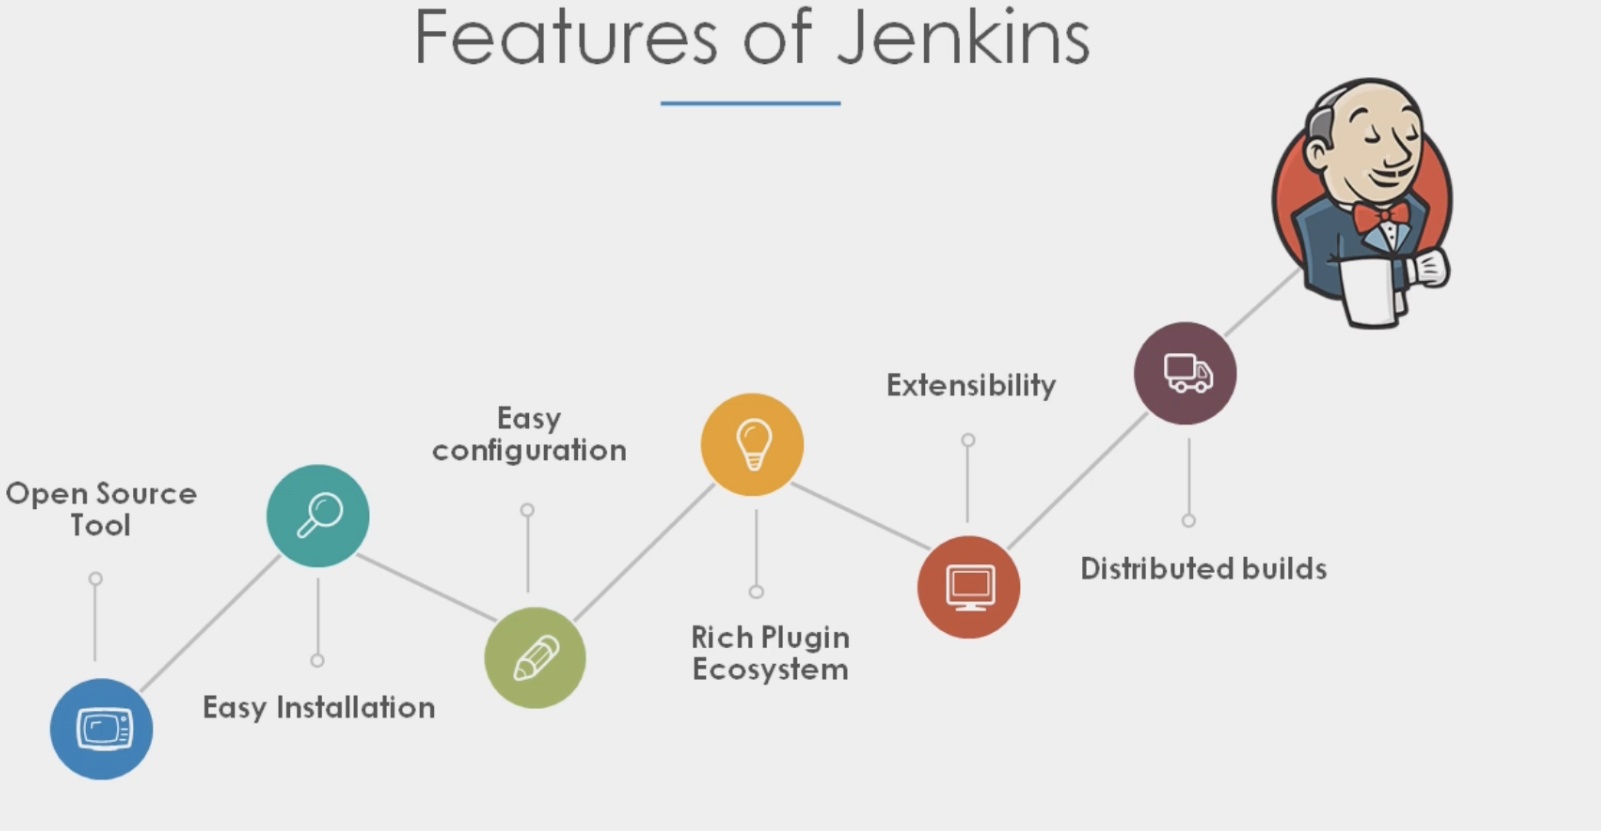 Features of Jenkins
Open Source
Tool
Easy Installation
Easy
configuration
Rich Plugin
Ecosystem
Extensibility
Distributed builds